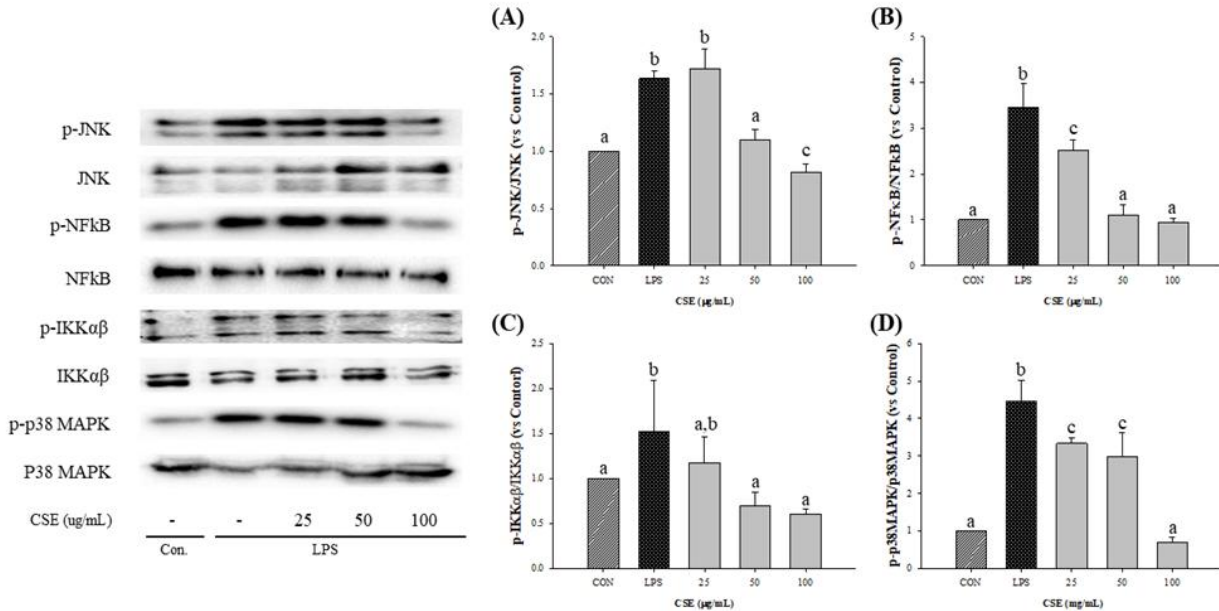 p-JNK
JNK
p-NFkB
NFkB
p-IKKαβ
IKKαβ
p-p38 MAPK
P38 MAPK
CSE (ug/mL) - - 25 50 100
Con. LPS
(A)
p-JNK/JNK (vs Control)
2.0
1.5
1.0
0.5
0.0
a b b a c
CON LPS 25 50 100
CSE (μg/mL)
(B)
p-NFκB/NFkB (vs Control)
5
4
3
2
1
0
a b c a a
CON LPS 25 50 100
CSE (μg/mL)
(C)
p-IKKαβ/IKKαβ (vs Contorl)
2.5
2.0
1.5
1.0
0.5
0.0
a b a,b a a
CON LPS 25 50 100
CSE (μg/mL)
(D)
p-p38MAPK/p38MAPK (vs Control)
6
5
4
3
2
1
0
a b c c a
CON LPS 25 50 100
CSE (mg/mL)